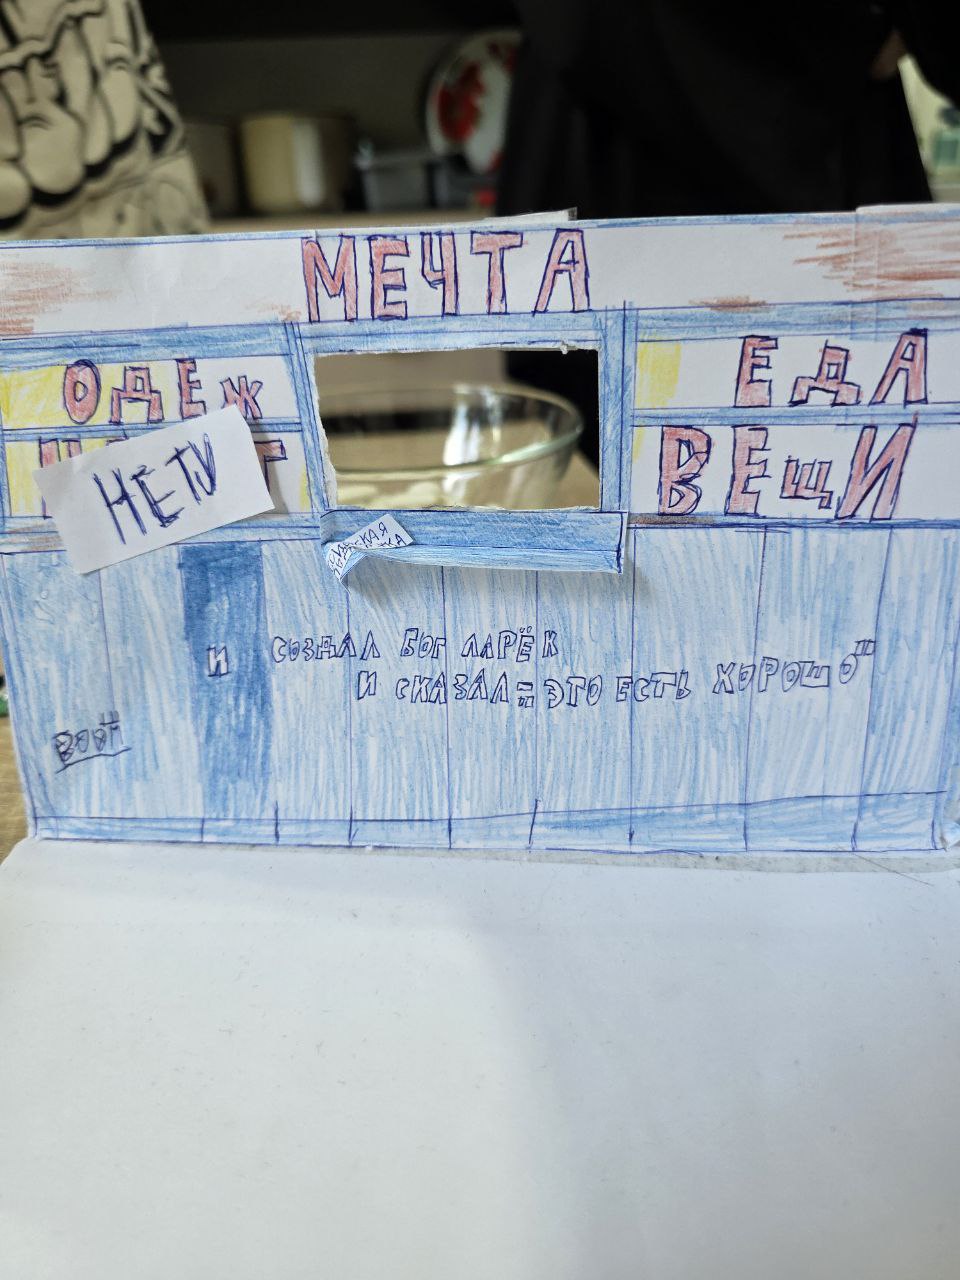 МЕЧТА
ОДЕЖ
ЕДА
НЕТУ
ВЕЩИ
И СОЗДАЛ БОГ ЛАРЁК
И СКАЗАЛ: "ЭТО ЕСТЬ ХОРОШО"